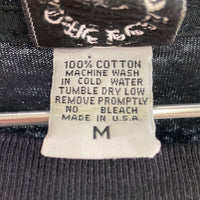 100% COTTON
MACHINE WASH
IN COLD WATER
TUMBLE DRY LOW
REMOVE PROMPTLY
NO BLEACH
MADE IN U.S.A.
M